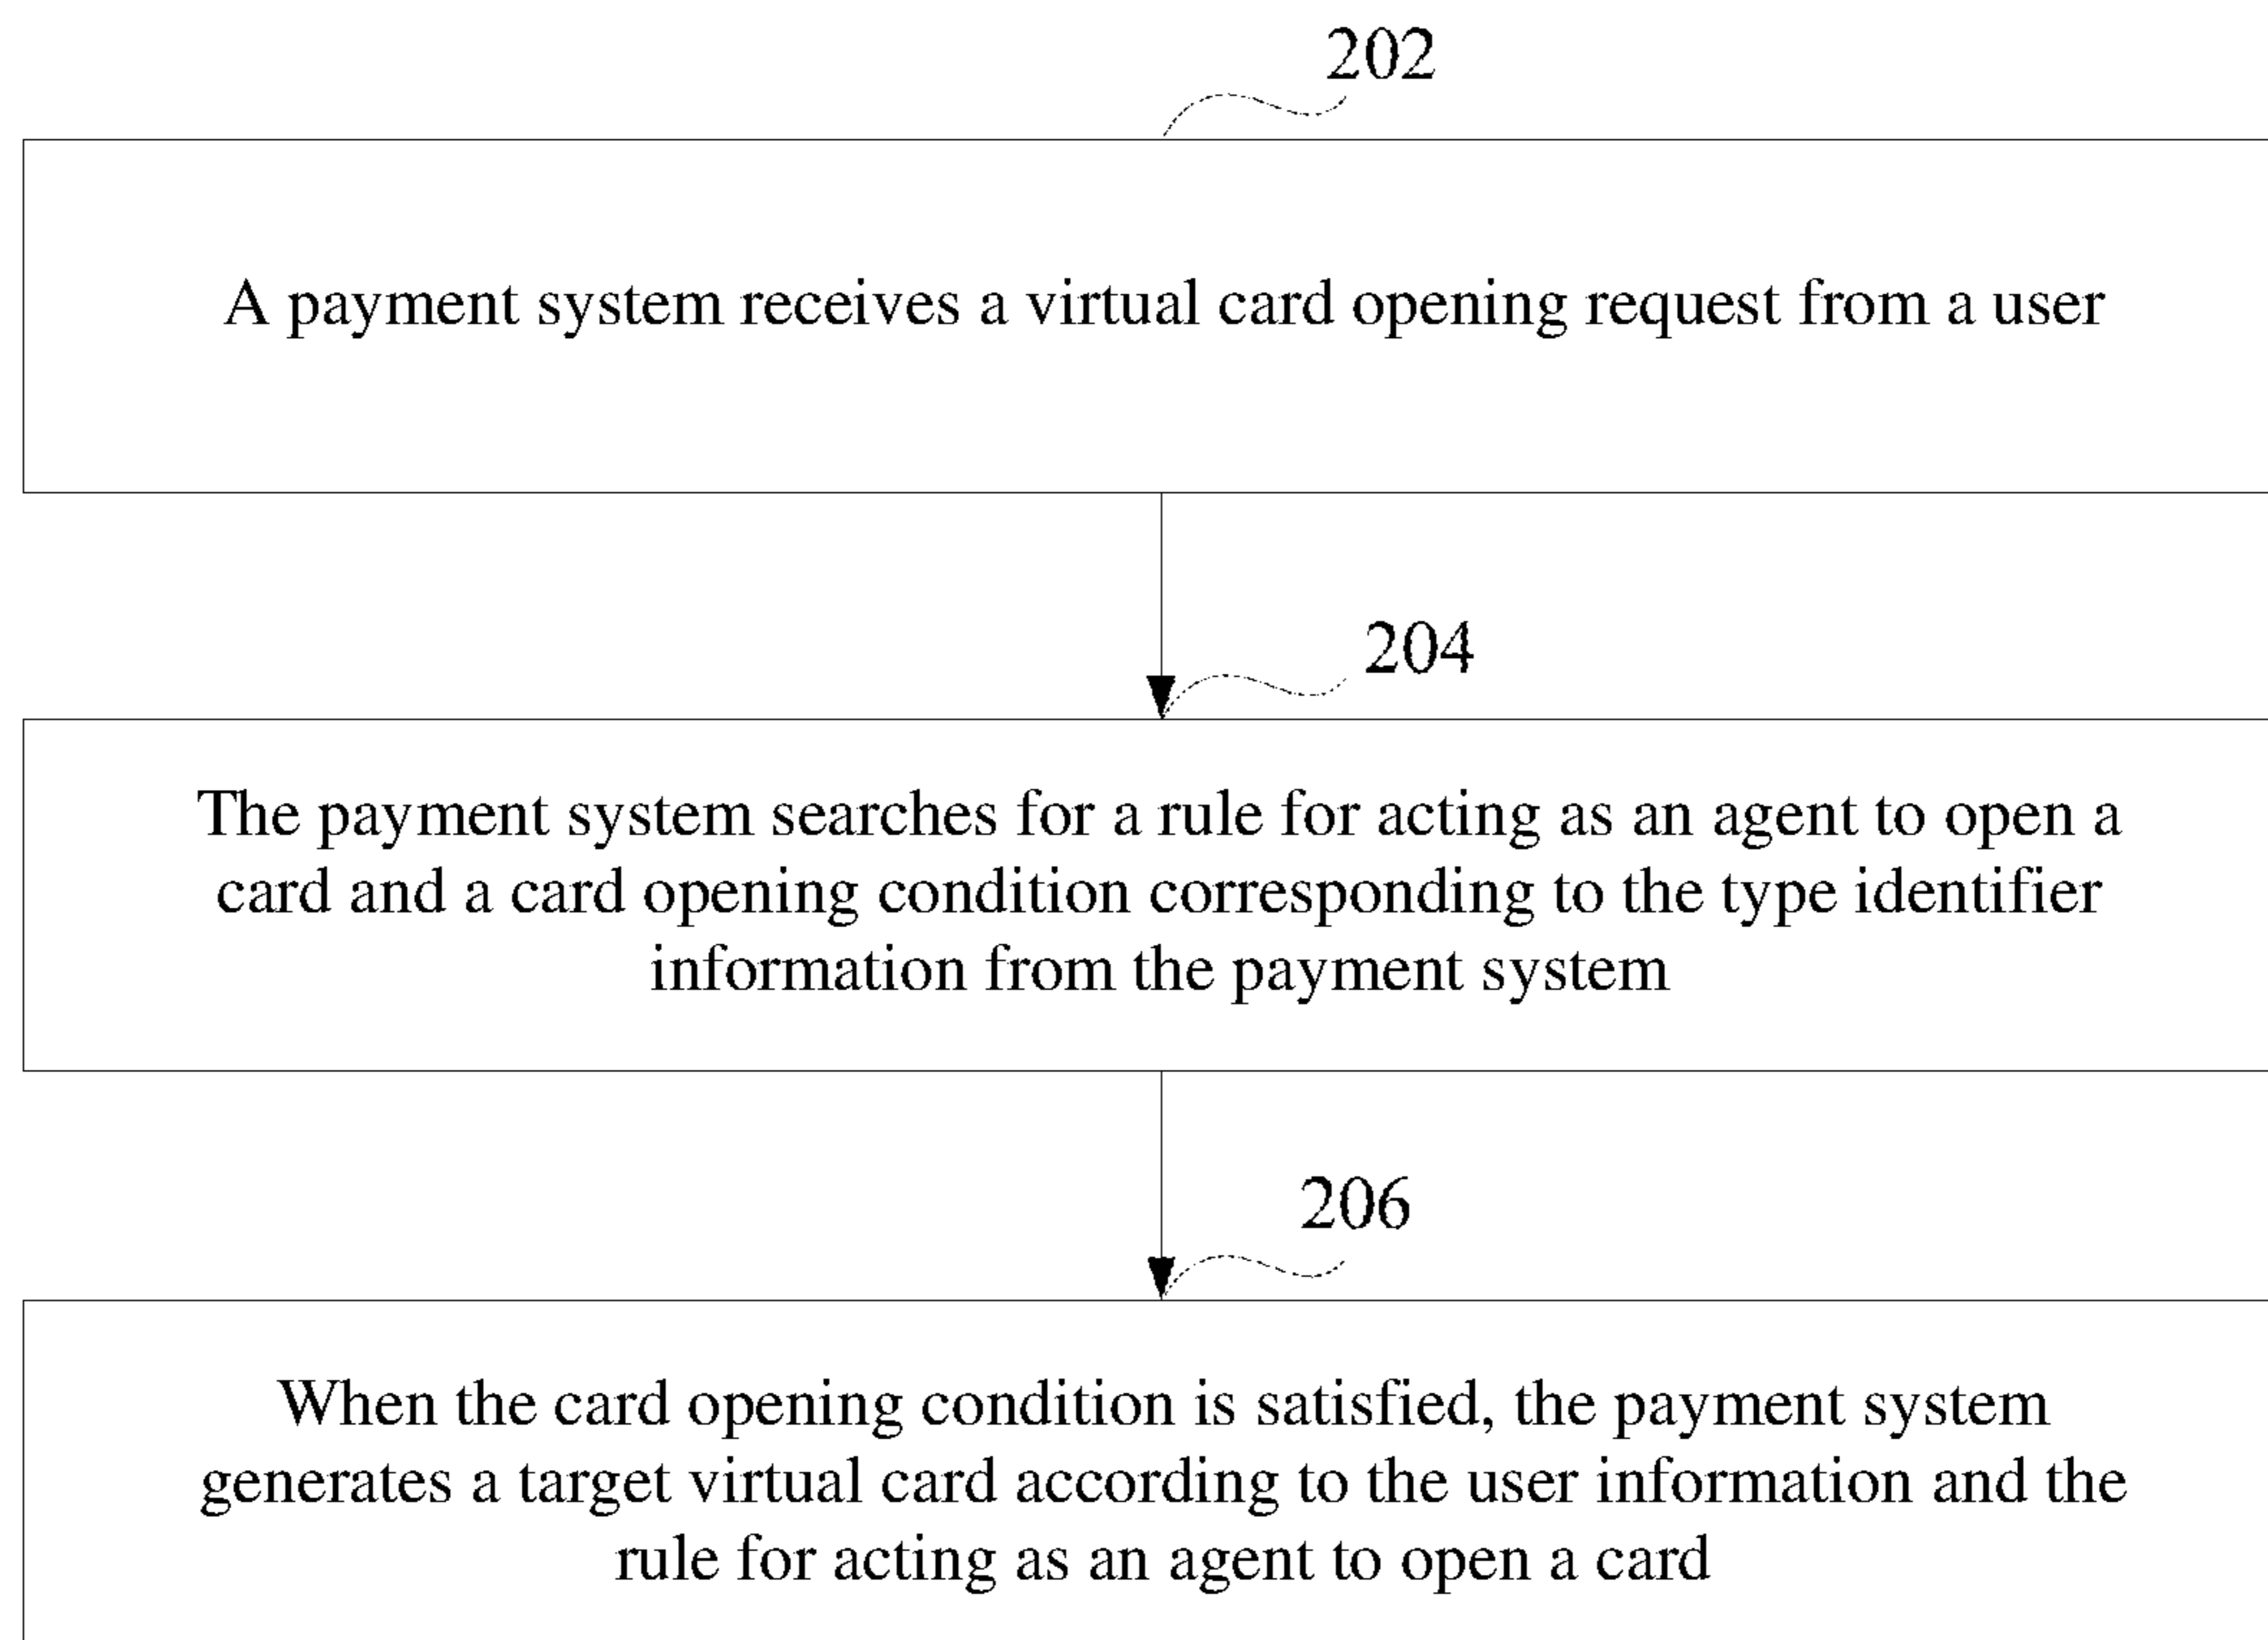 202
A payment system receives a virtual card opening request from a user
204
The payment system searches for a rule for acting as an agent to open a
card and a card opening condition corresponding to the type identifier
information from the payment system
206
When the card opening condition is satisfied, the payment system
generates a target virtual card according to the user information and the
rule for acting as an agent to open a card